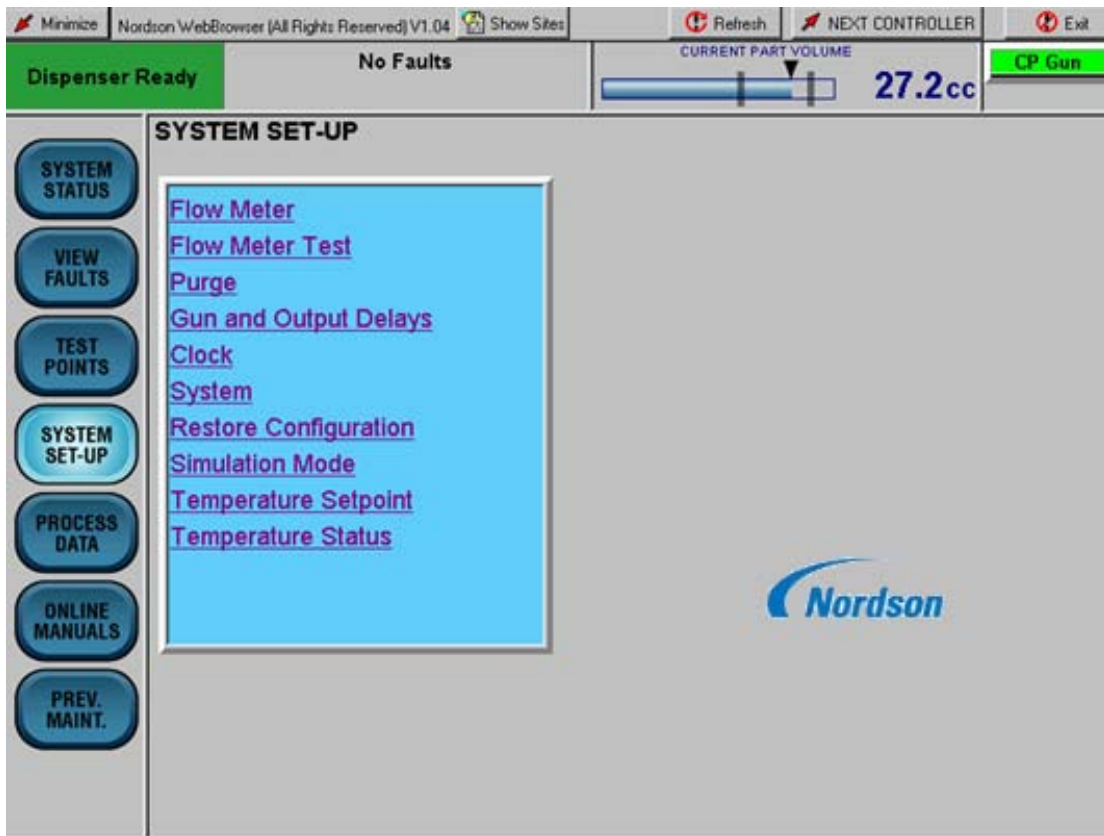 Minimize
Nordson WebBrowser (All Rights Reserved) V1.04
Show Sites
Refresh
NEXT CONTROLLER
Exit
Dispenser Ready
No Faults
CURRENT PART VOLUME
27.2cc
CP Gun
SYSTEM SET-UP
SYSTEM
STATUS
VIEW
FAULTS
TEST
POINTS
SYSTEM
SET-UP
PROCESS
DATA
ONLINE
MANUALS
PREV.
MAINT.
Flow Meter
Flow Meter Test
Purge
Gun and Output Delays
Clock
System
Restore Configuration
Simulation Mode
Temperature Setpoint
Temperature Status
Nordson